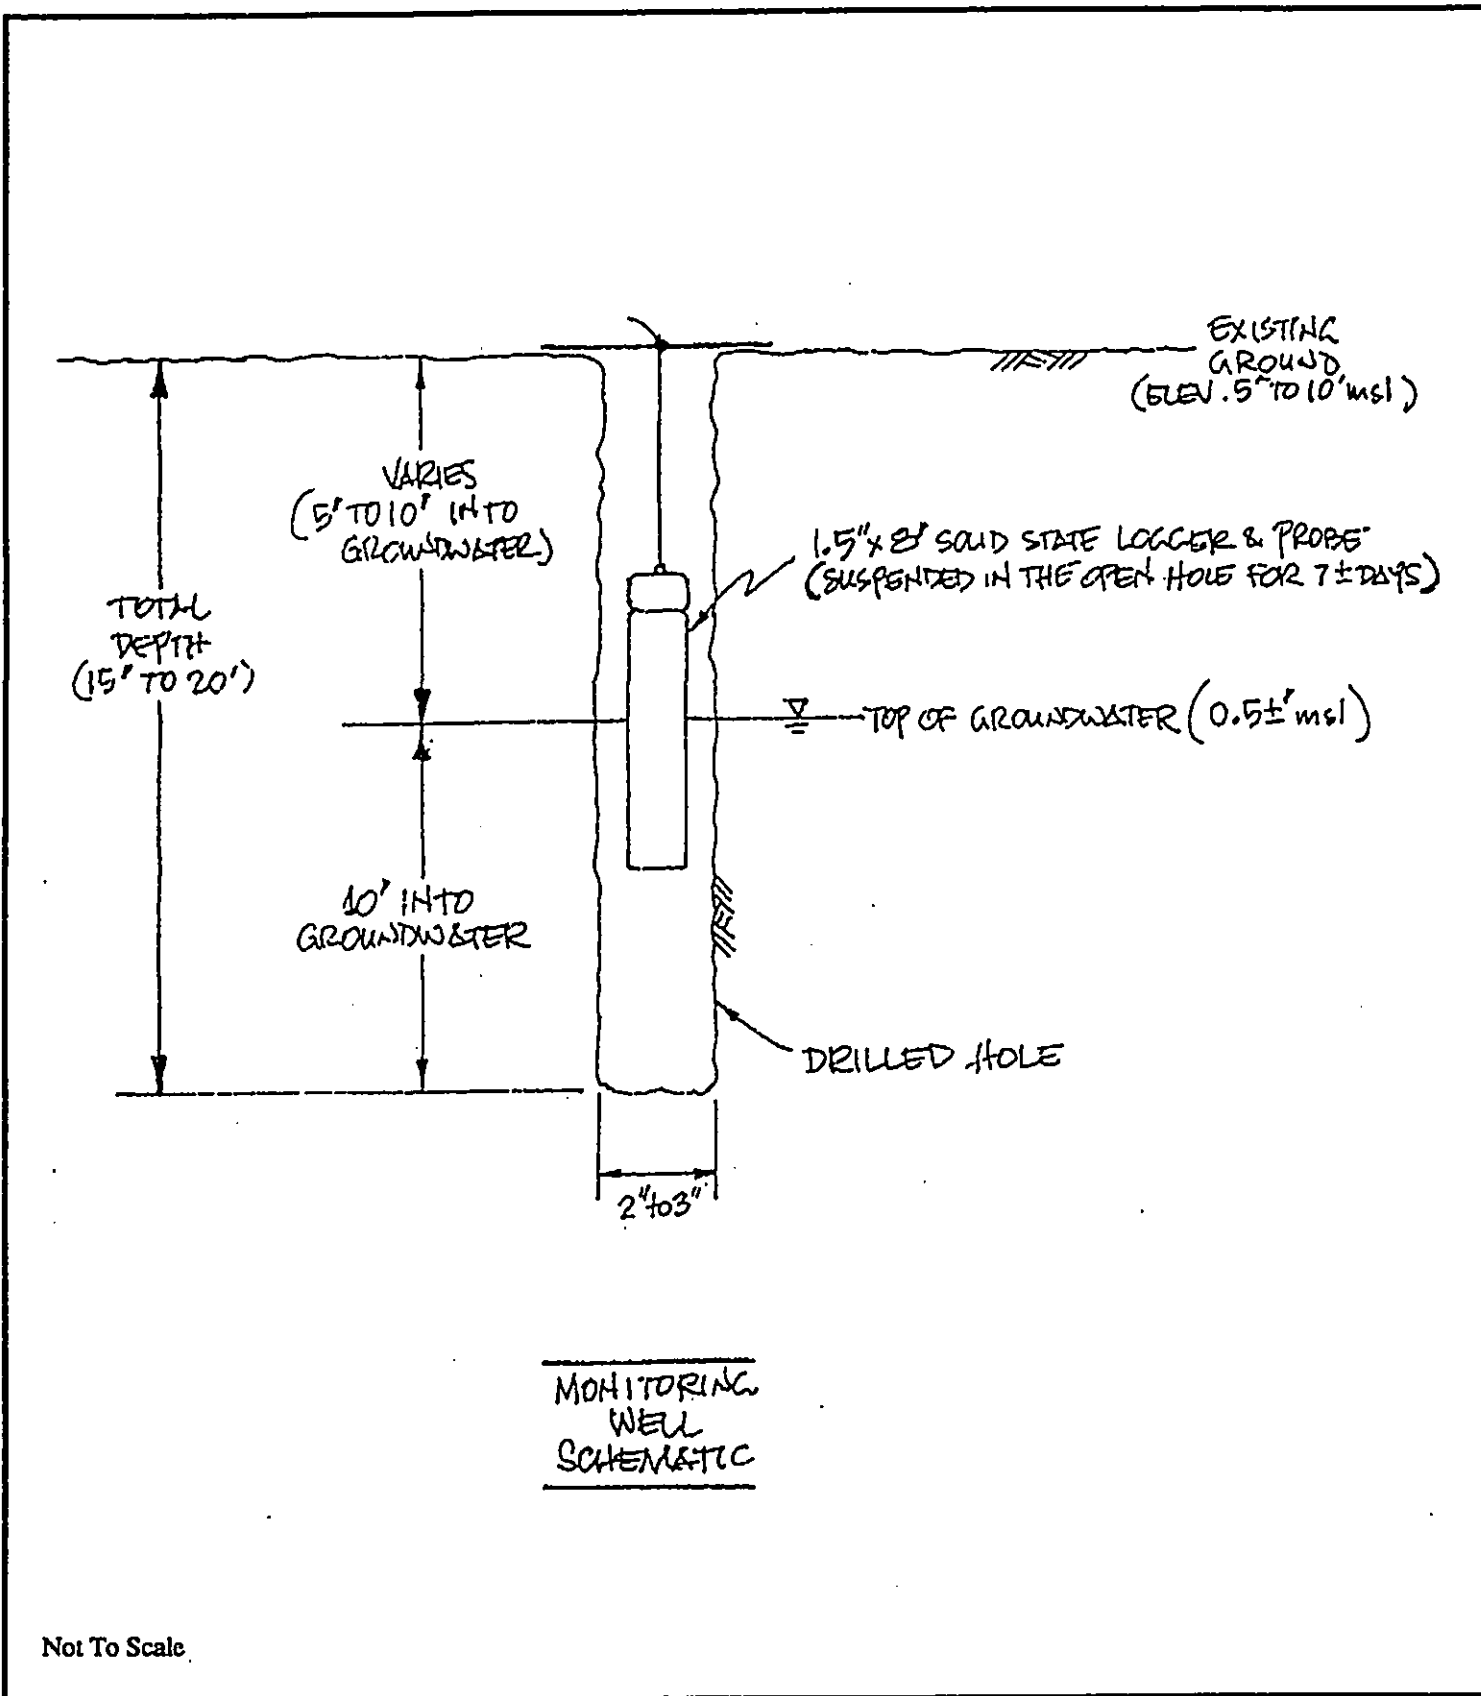 EXISTING
GROUND
(ELEV. 5' TO 10' msl)
VARIES
(5' TO 10' INTO
GROUNDWATER)
1.5" x 8' SOLID STATE LOGGER & PROBE
(SUSPENDED IN THE OPEN HOLE FOR 7± DAYS)
TOTAL
DEPTH
(15' TO 20')
TOP OF GROUNDWATER (0.5±' msl)
10' INTO
GROUNDWATER
DRILLED HOLE
2" to 3"
MONITORING
WELL
SCHEMATIC
Not To Scale